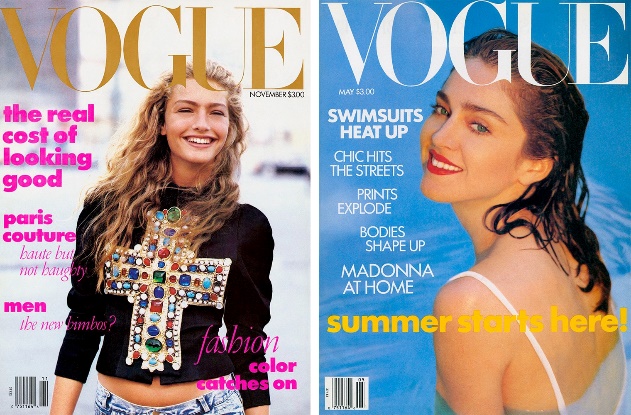 VOGUE
NOVEMBER $3.00
the real
cost of
looking
good
paris
couture
haute but
not haughty
men
the new bimbos?
fashion
color
catches on
VOGUE
MAY $3.00
SWIMSUITS
HEAT UP
CHIC HITS
THE STREETS
PRINTS
EXPLODE
BODIES
SHAPE UP
MADONNA
AT HOME
summer starts here!